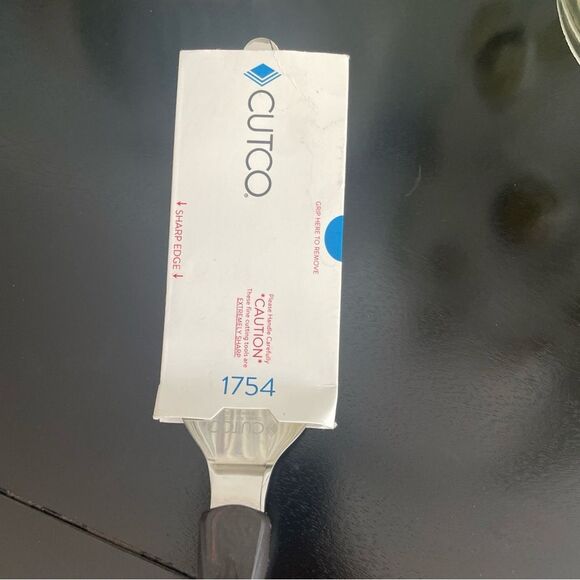 CUTCO®
GRIP HERE TO REMOVE
↓ SHARP EDGE ↓
Please Handle Carefully
*CAUTION*
These fine cutting tools are
EXTREMELY SHARP
1754
CUTCO